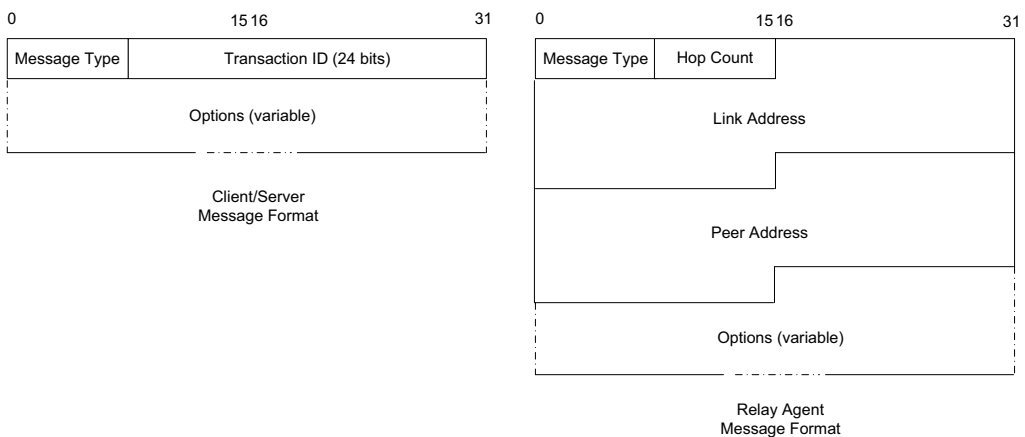 0 15 16 31
Message Type Transaction ID (24 bits)
Options (variable)
Client/Server
Message Format
0 15 16 31
Message Type Hop Count
Link Address
Peer Address
Options (variable)
Relay Agent
Message Format